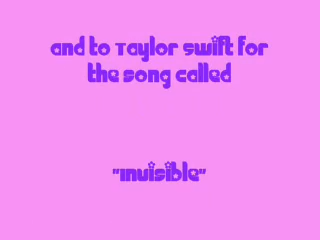 and to Taylor Swift for
the song called
"Invisible"